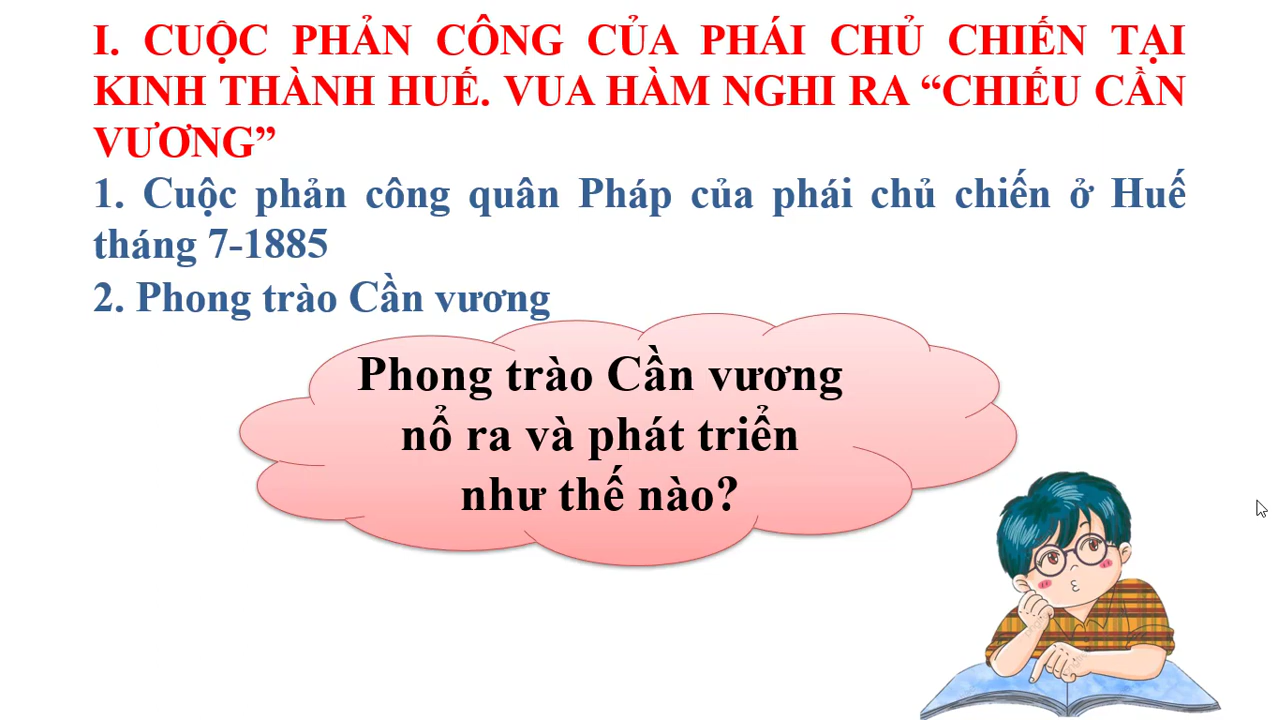 I. CUỘC PHẢN CÔNG CỦA PHÁI CHỦ CHIẾN TẠI
KINH THÀNH HUẾ. VUA HÀM NGHI RA “CHIẾU CẦN
VƯƠNG”
1. Cuộc phản công quân Pháp của phái chủ chiến ở Huế
tháng 7-1885
2. Phong trào Cần vương
Phong trào Cần vương
nổ ra và phát triển
như thế nào?